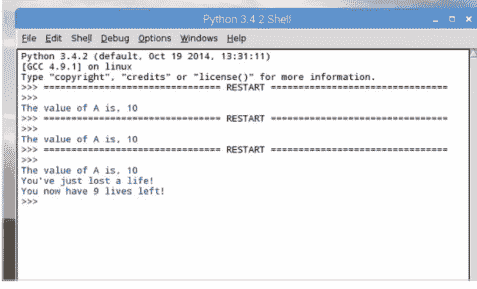 Python 3.4.2 Shell
File Edit Shell Debug Options Windows Help
Python 3.4.2 (default, Oct 19 2014, 13:31:11)
[GCC 4.9.1] on linux
Type "copyright", "credits" or "license()" for more information.
>>> ================================ RESTART ================================
>>>
The value of A is, 10
>>> ================================ RESTART ================================
>>>
The value of A is, 10
>>> ================================ RESTART ================================
>>>
The value of A is, 10
You've just lost a life!
You now have 9 lives left!
>>>